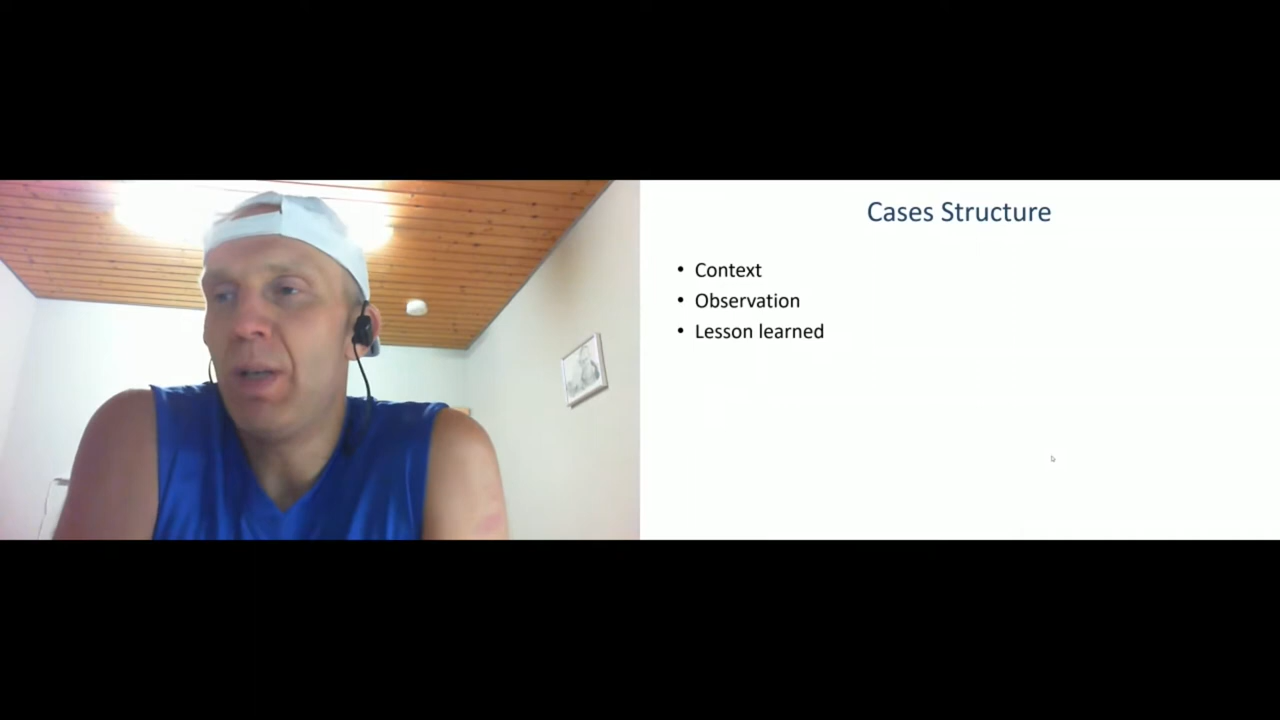 Cases Structure
• Context
• Observation
• Lesson learned